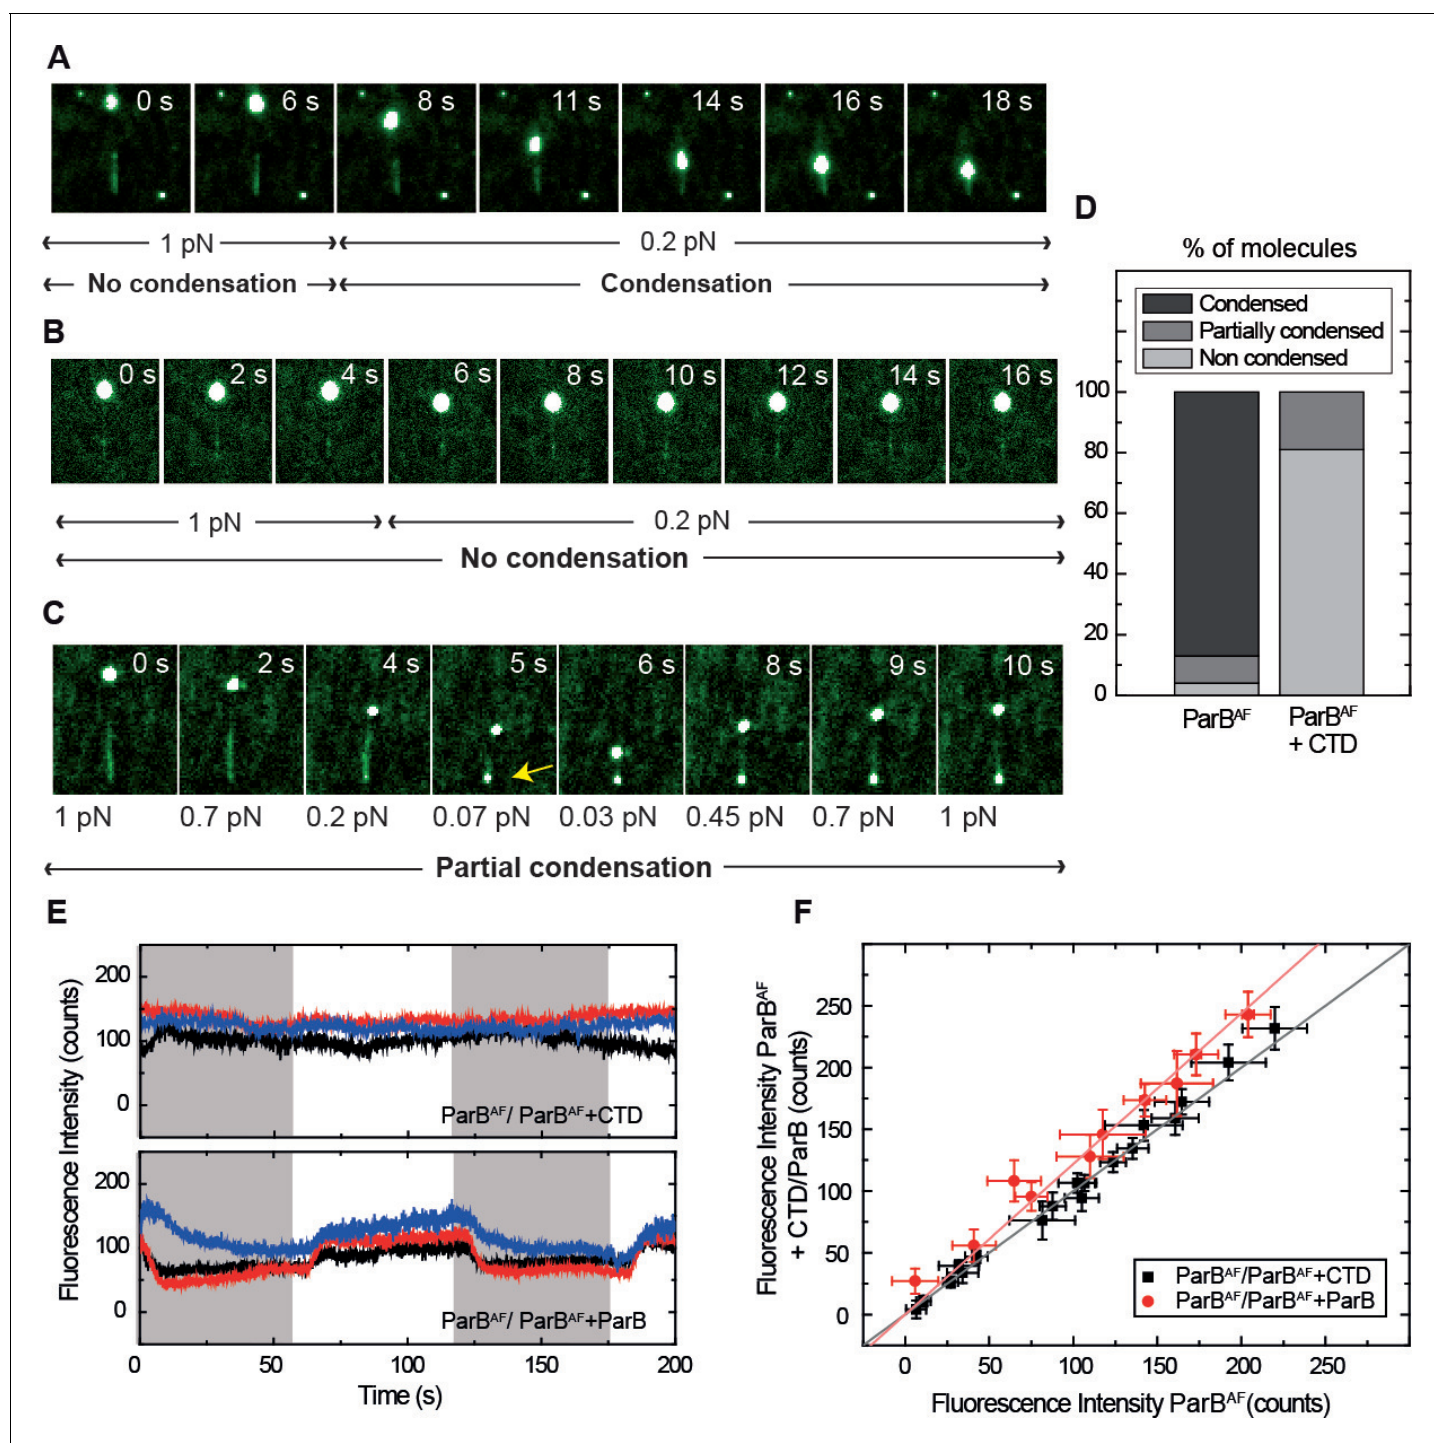 A
0 s 6 s 8 s 11 s 14 s 16 s 18 s
1 pN 0.2 pN
No condensation Condensation
B
0 s 2 s 4 s 6 s 8 s 10 s 12 s 14 s 16 s
1 pN 0.2 pN
No condensation
C
0 s 2 s 4 s 5 s 6 s 8 s 9 s 10 s
1 pN 0.7 pN 0.2 pN 0.07 pN 0.03 pN 0.45 pN 0.7 pN 1 pN
Partial condensation
D
% of molecules
Condensed
Partially condensed
Non condensed
100
80
60
40
20
0
ParB^AF ParB^AF
+ CTD
E
Fluorescence Intensity (counts)
200
100
0
ParB^AF/ ParB^AF+CTD
200
100
0
ParB^AF/ ParB^AF+ParB
0 50 100 150 200
Time (s)
F
Fluorescence Intensity ParB^AF
+ CTD/ParB (counts)
250
200
150
100
50
0
ParB^AF/ParB^AF+CTD
ParB^AF/ParB^AF+ParB
0 50 100 150 200 250
Fluorescence Intensity ParB^AF (counts)